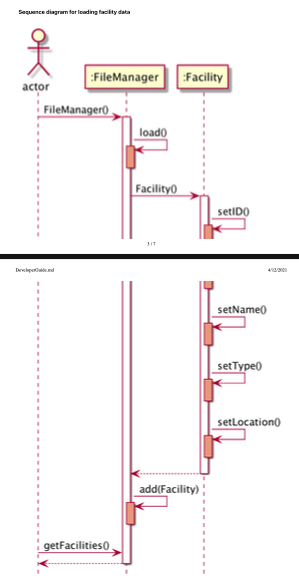 Sequence diagram for loading facility data
actor
:FileManager
:Facility
FileManager()
load()
Facility()
setID()
3 / 7
DeveloperGuide.md
4/12/2021
setName()
setType()
setLocation()
add(Facility)
getFacilities()